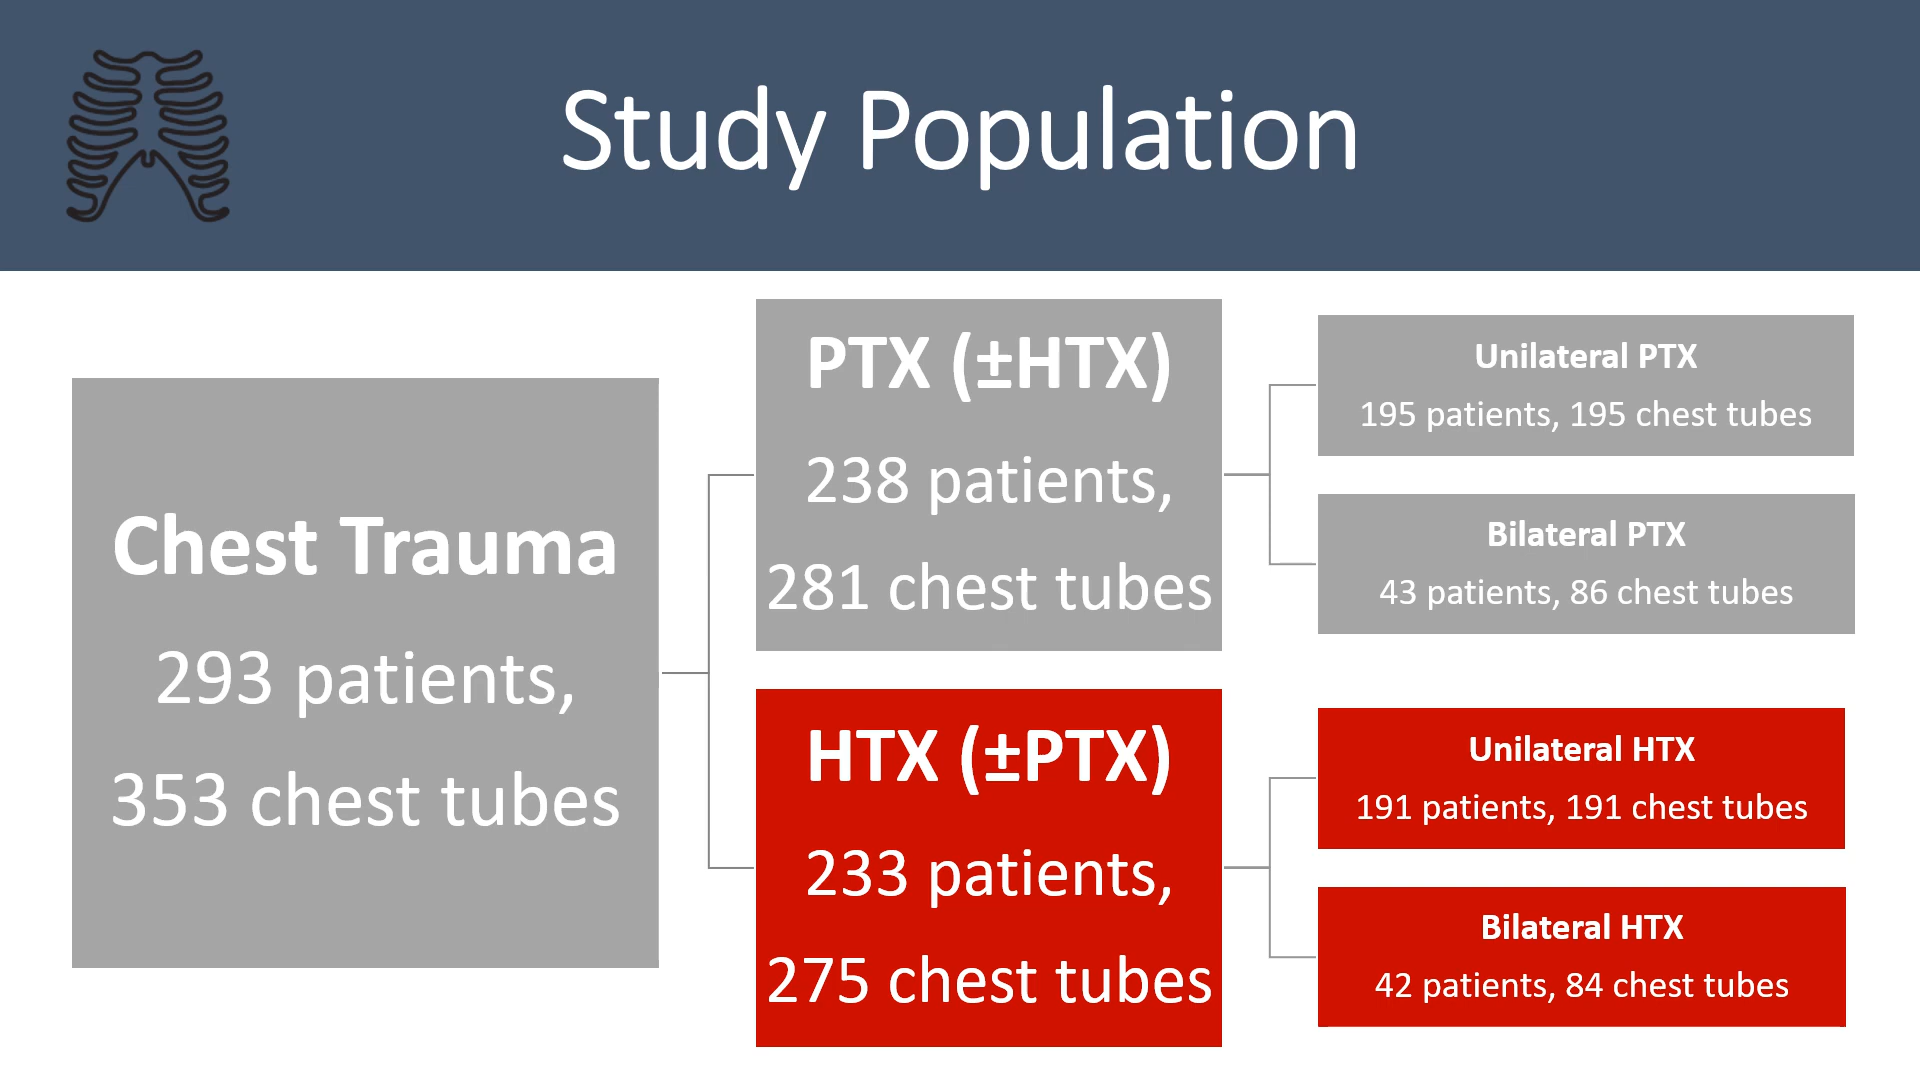 Study Population
Chest Trauma
293 patients,
353 chest tubes
PTX (±HTX)
238 patients,
281 chest tubes
Unilateral PTX
195 patients, 195 chest tubes
Bilateral PTX
43 patients, 86 chest tubes
HTX (±PTX)
233 patients,
275 chest tubes
Unilateral HTX
191 patients, 191 chest tubes
Bilateral HTX
42 patients, 84 chest tubes